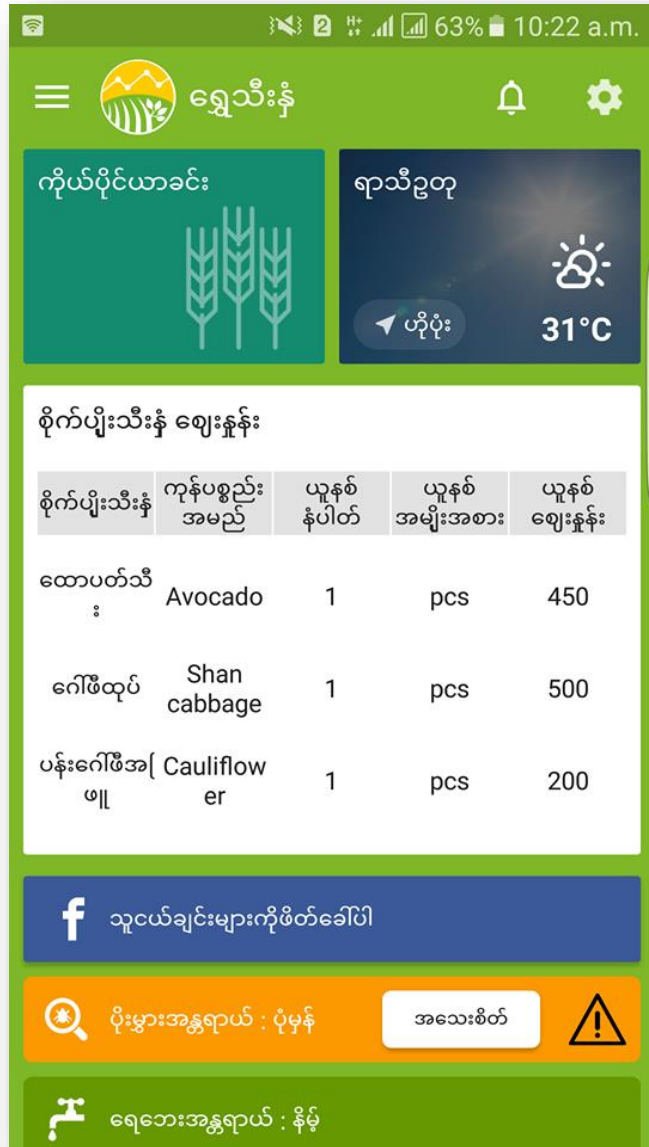 2 H+ 63% 10:22 a.m.
ရွှေသီးနှံ
ကိုယ်ပိုင်ယာခင်း
ရာသီဥတု
ဟိုပုံး
31°C
စိုက်ပျိုးသီးနှံ ဈေးနှုန်း
စိုက်ပျိုးသီးနှံ ကုန်ပစ္စည်း ယူနစ် ယူနစ် ယူနစ်
အမည် နံပါတ် အမျိုးအစား ဈေးနှုန်း
ထောပတ်သီ
း
Avocado 1 pcs 450
ဂေါ်ဖီထုပ် Shan
cabbage 1 pcs 500
ပန်းဂေါ်ဖီအ( Cauliflow
ဖျူ er 1 pcs 200
f သူငယ်ချင်းများကိုဖိတ်ခေါ်ပါ
ပိုးမွှားအန္တရာယ် : ပုံမှန် အသေးစိတ်
ရေဘေးအန္တရာယ် : နိမ့်